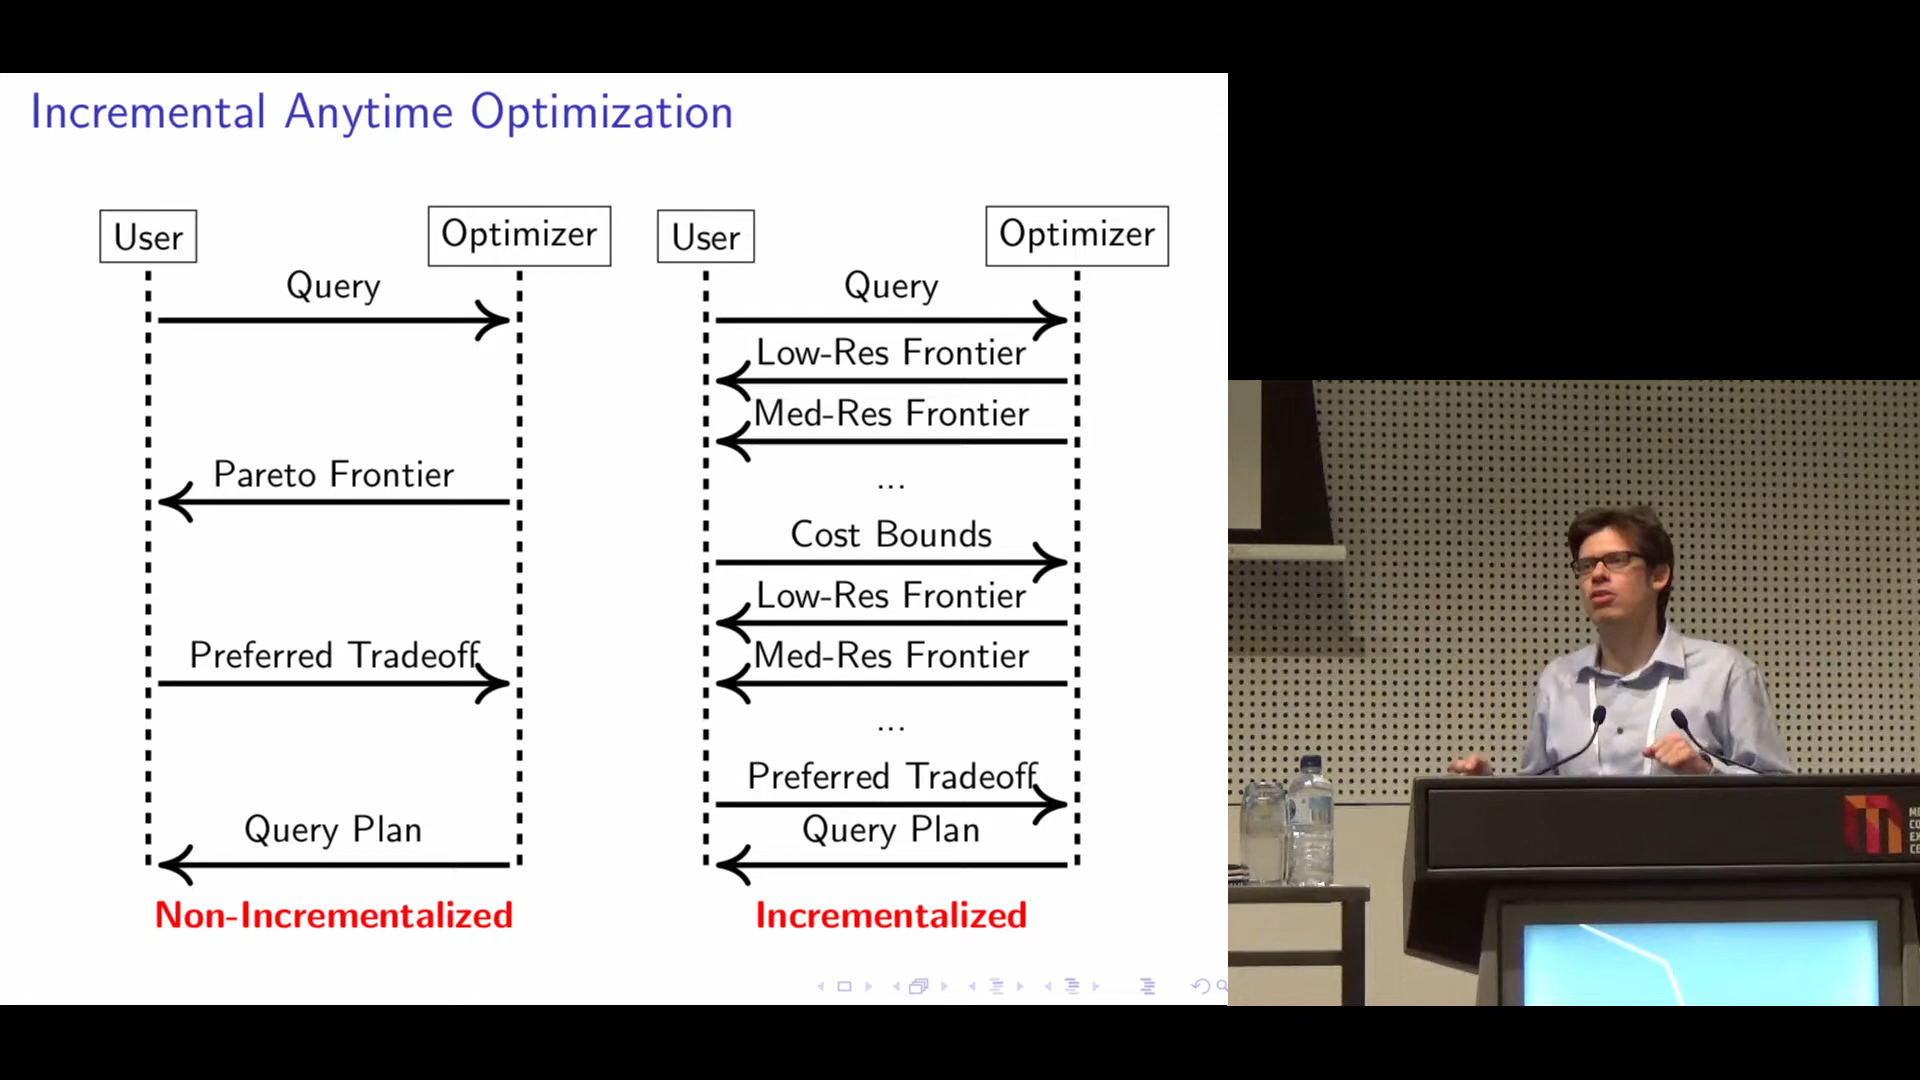 Incremental Anytime Optimization
User
Optimizer
Query
Pareto Frontier
Preferred Tradeoff
Query Plan
Non-Incrementalized
User
Optimizer
Query
Low-Res Frontier
Med-Res Frontier
...
Cost Bounds
Low-Res Frontier
Med-Res Frontier
...
Preferred Tradeoff
Query Plan
Incrementalized